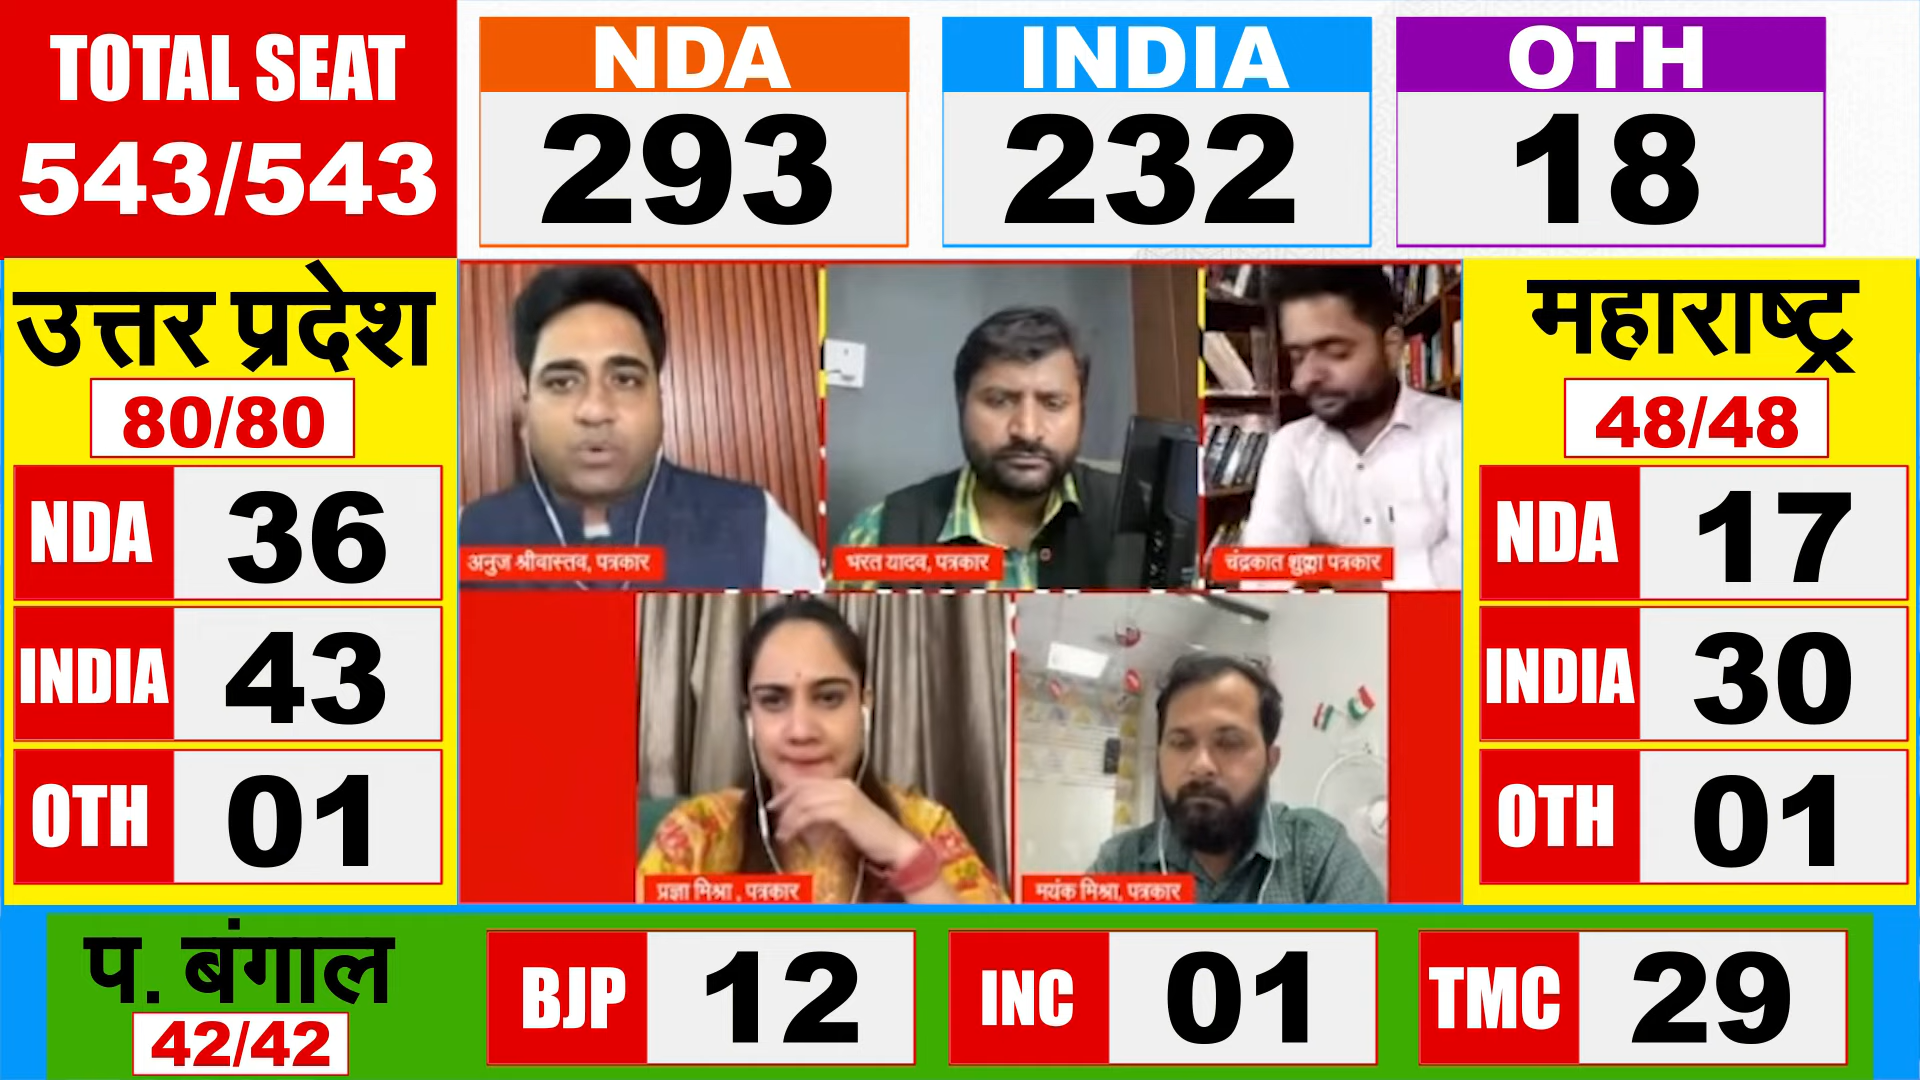 TOTAL SEAT
543/543
NDA
293
INDIA
232
OTH
18
उत्तर प्रदेश
80/80
NDA 36
INDIA 43
OTH 01
अनुज श्रीवास्तव, पत्रकार
भरत यादव, पत्रकार
चंद्रकात शुक्ला पत्रकार
प्रज्ञा मिश्रा , पत्रकार
मयंक मिश्रा, पत्रकार
महाराष्ट्र
48/48
NDA 17
INDIA 30
OTH 01
प. बंगाल
42/42
BJP 12
INC 01
TMC 29